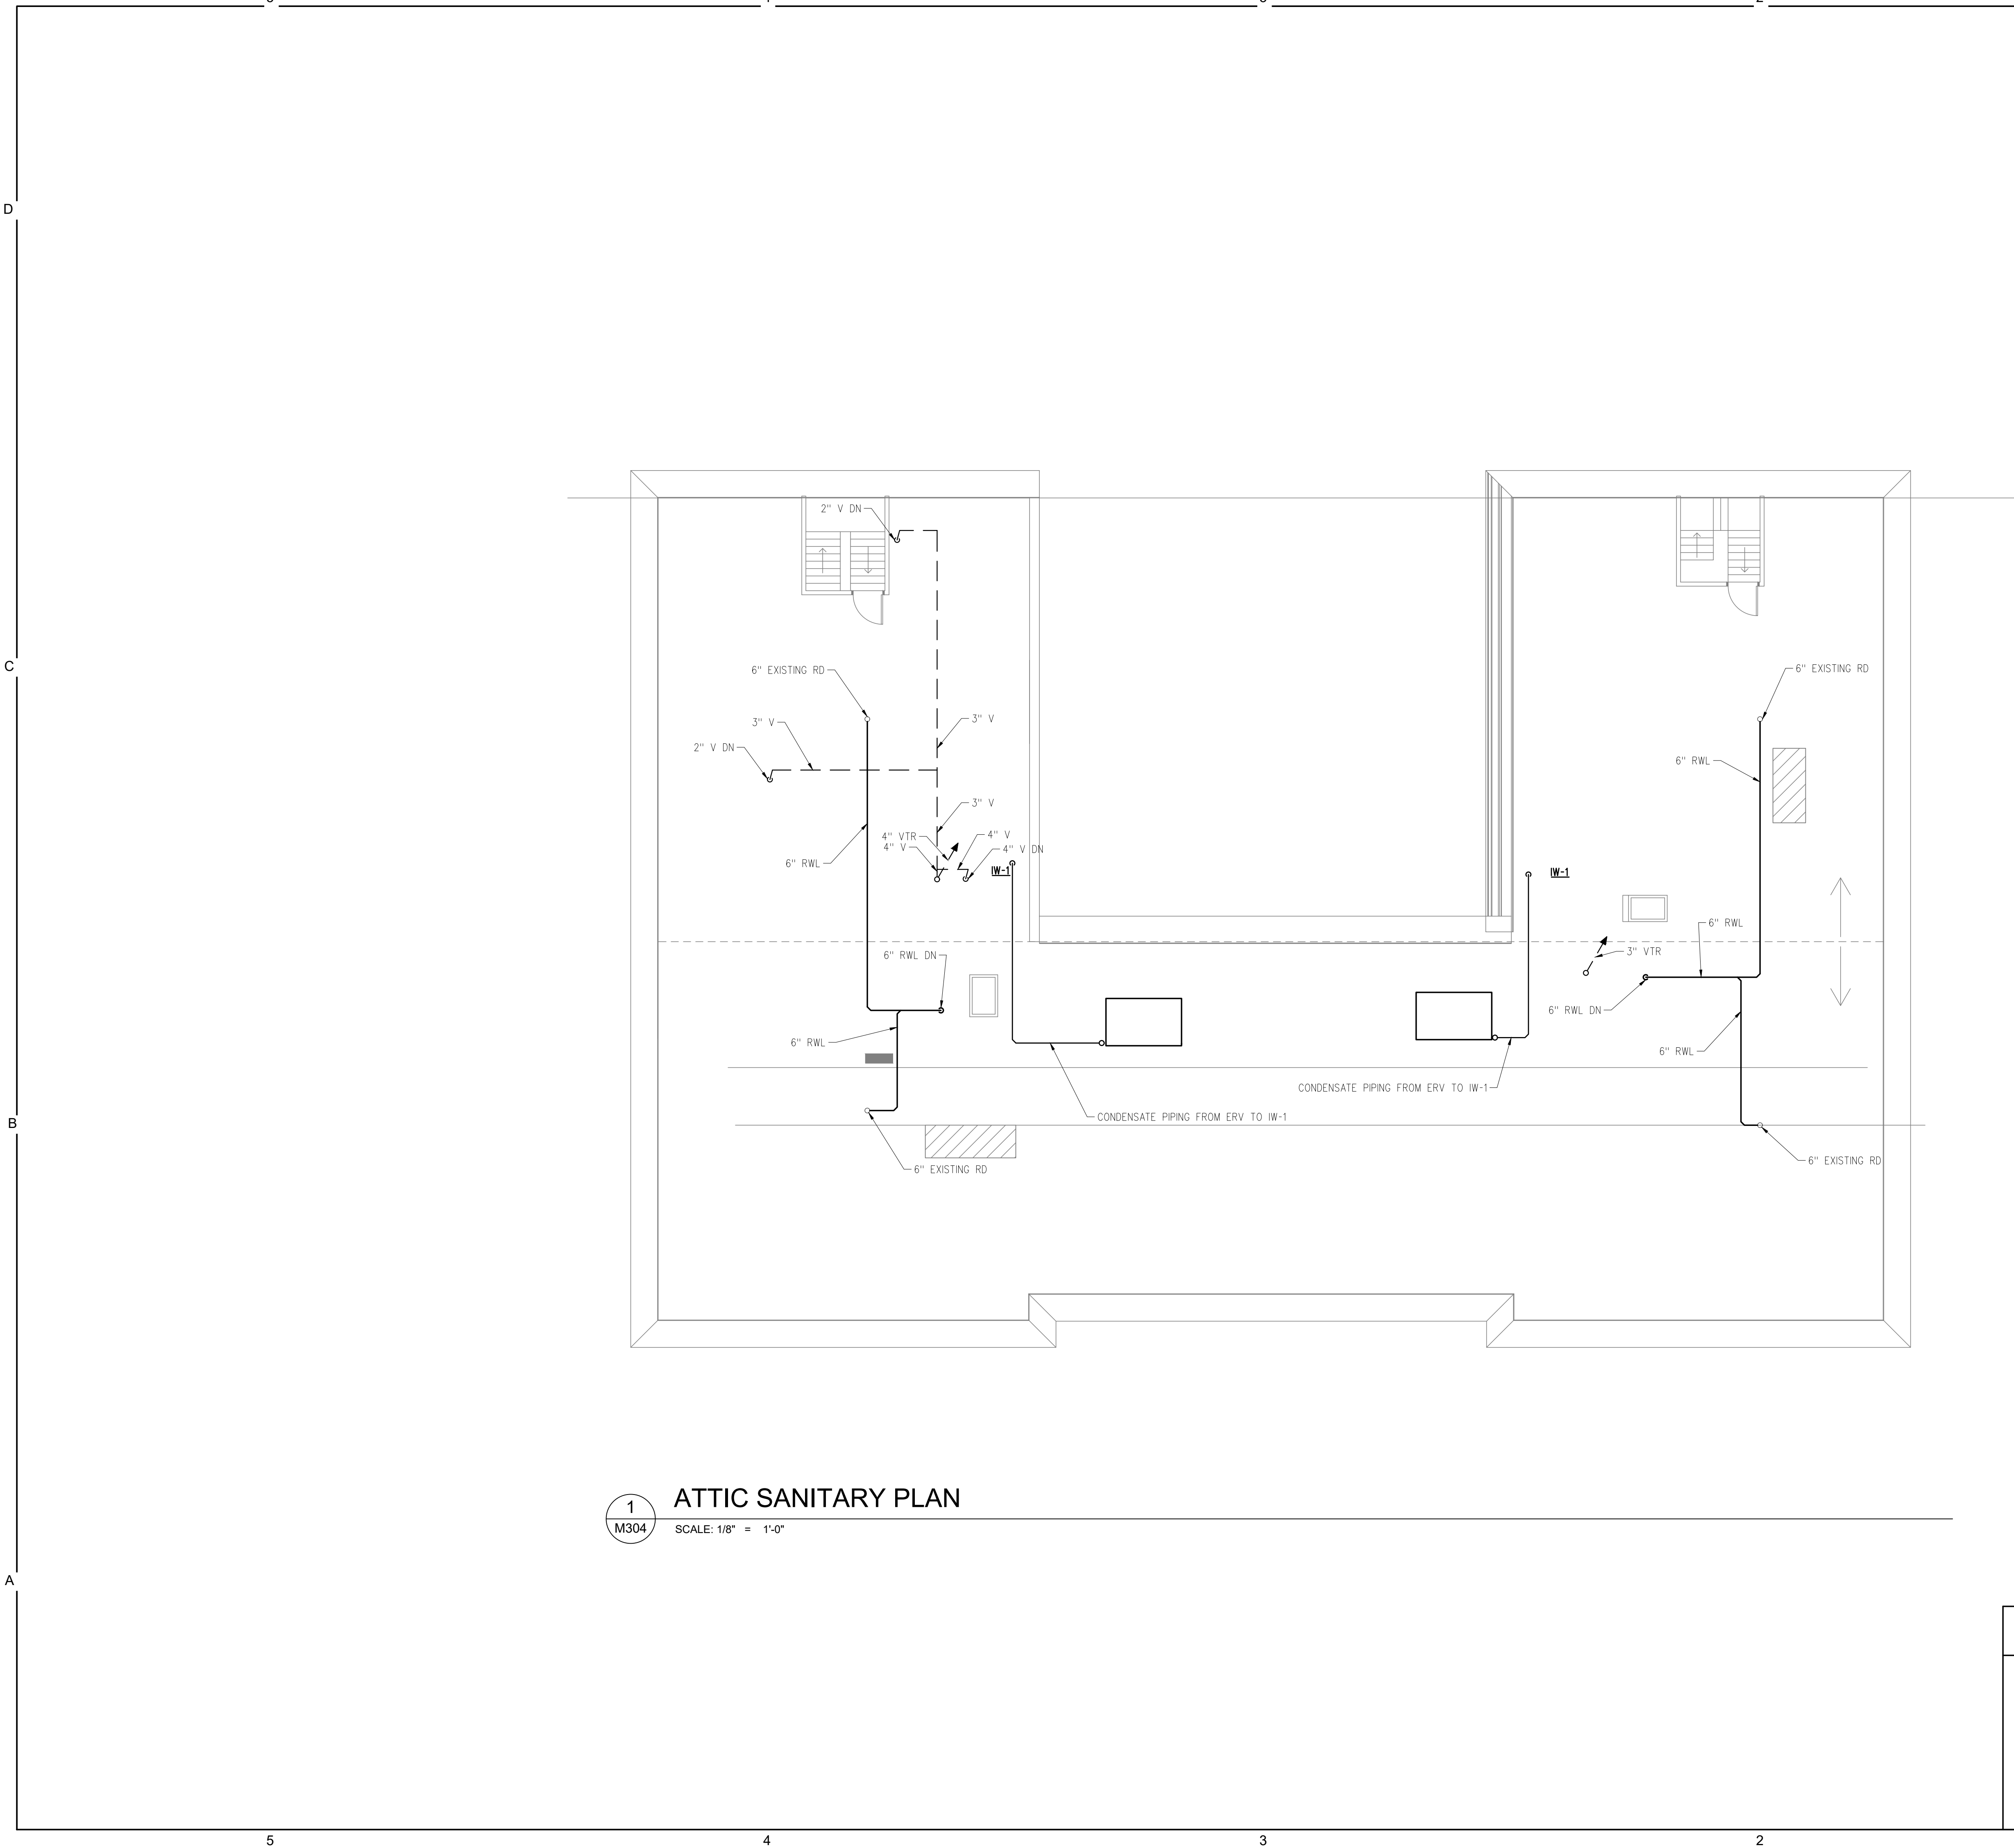 D
C
B
A
2" V DN
6" EXISTING RD
3" V
2" V DN
3" V
3" V
4" VTR
4" V
4" V
4" V DN
IW-1
6" RWL
6" RWL DN
6" RWL
6" EXISTING RD
CONDENSATE PIPING FROM ERV TO IW-1
CONDENSATE PIPING FROM ERV TO IW-1
IW-1
6" EXISTING RD
6" RWL
6" RWL
3" VTR
6" RWL DN
6" RWL
6" EXISTING RD
1
M304
ATTIC SANITARY PLAN
SCALE: 1/8" = 1'-0"
5
4
3
2